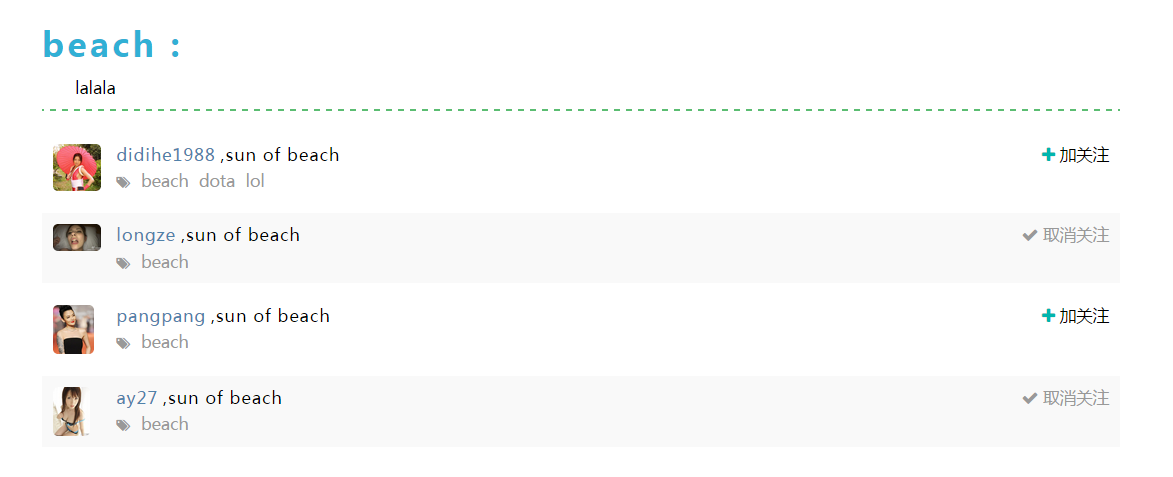 beach :
lalala
didihe1988 ,sun of beach
加关注
beach dota lol
longze ,sun of beach
取消关注
beach
pangpang ,sun of beach
加关注
beach
ay27 ,sun of beach
取消关注
beach